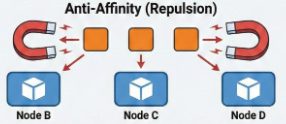 Anti-Affinity (Repulsion)
Node B
Node C
Node D